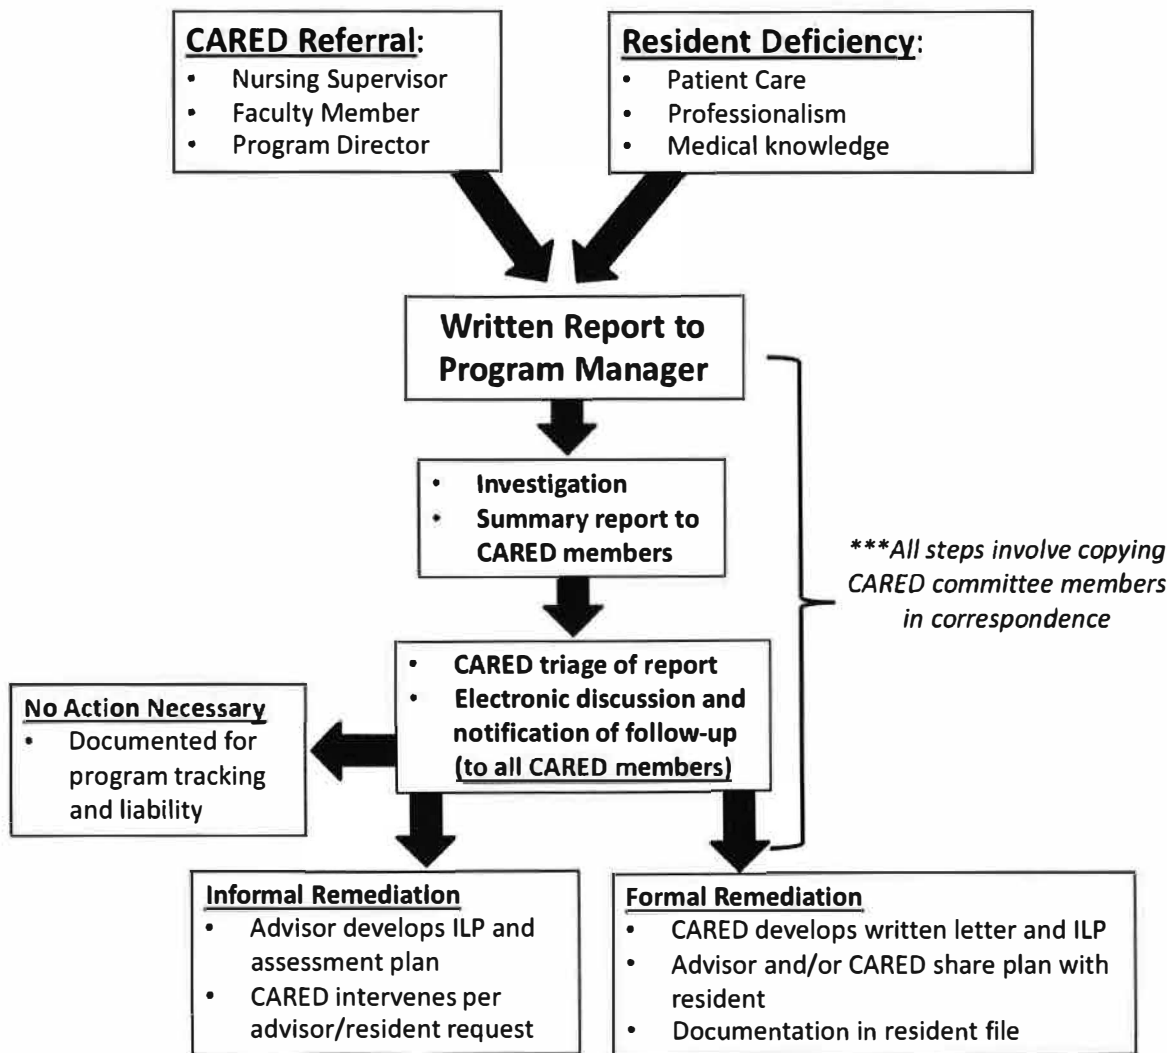 CARED Referral:
• Nursing Supervisor
• Faculty Member
• Program Director
Resident Deficiency:
• Patient Care
• Professionalism
• Medical knowledge
Written Report to
Program Manager
• Investigation
• Summary report to
CARED members
***All steps involve copying
CARED committee members
in correspondence
• CARED triage of report
• Electronic discussion and
notification of follow-up
(to all CARED members)
No Action Necessary
• Documented for
program tracking
and liability
Informal Remediation
• Advisor develops ILP and
assessment plan
• CARED intervenes per
advisor/resident request
Formal Remediation
• CARED develops written letter and ILP
• Advisor and/or CARED share plan with
resident
• Documentation in resident file